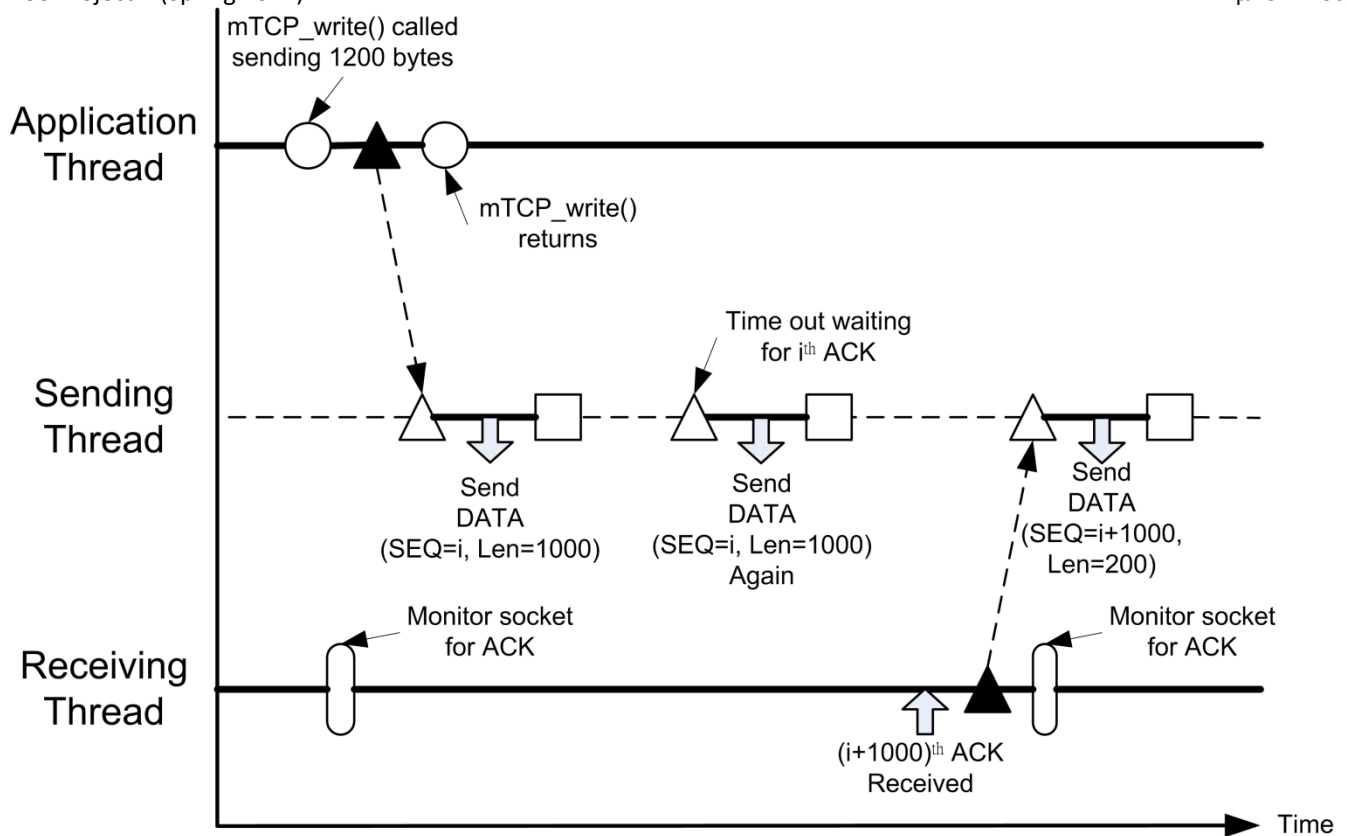 mTCP_write() called
sending 1200 bytes
Application
Thread
mTCP_write()
returns
Time out waiting
for iᵗʰ ACK
Sending
Thread
Send
DATA
(SEQ=i, Len=1000)
Send
DATA
(SEQ=i, Len=1000)
Again
Send
DATA
(SEQ=i+1000,
Len=200)
Monitor socket
for ACK
Monitor socket
for ACK
Receiving
Thread
(i+1000)ᵗʰ ACK
Received
Time